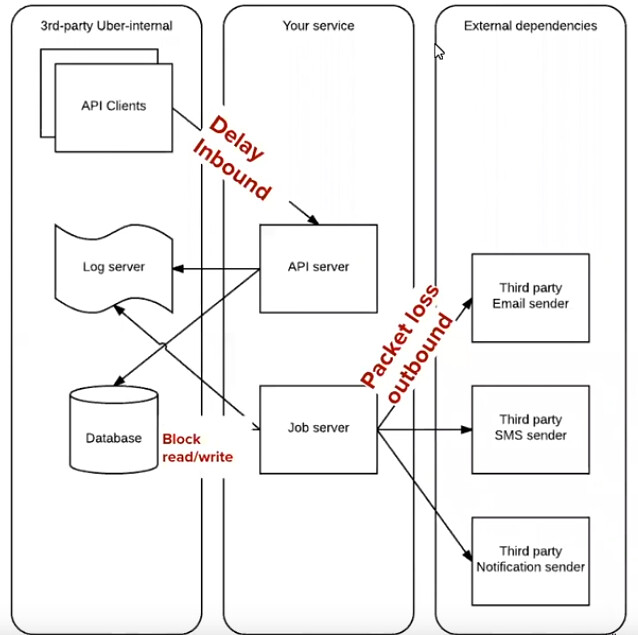 3rd-party Uber-internal
Your service
External dependencies
API Clients
Delay
Inbound
Log server
API server
Third party
Email sender
Packet loss
outbound
Database
Block
read/write
Job server
Third party
SMS sender
Third party
Notification sender